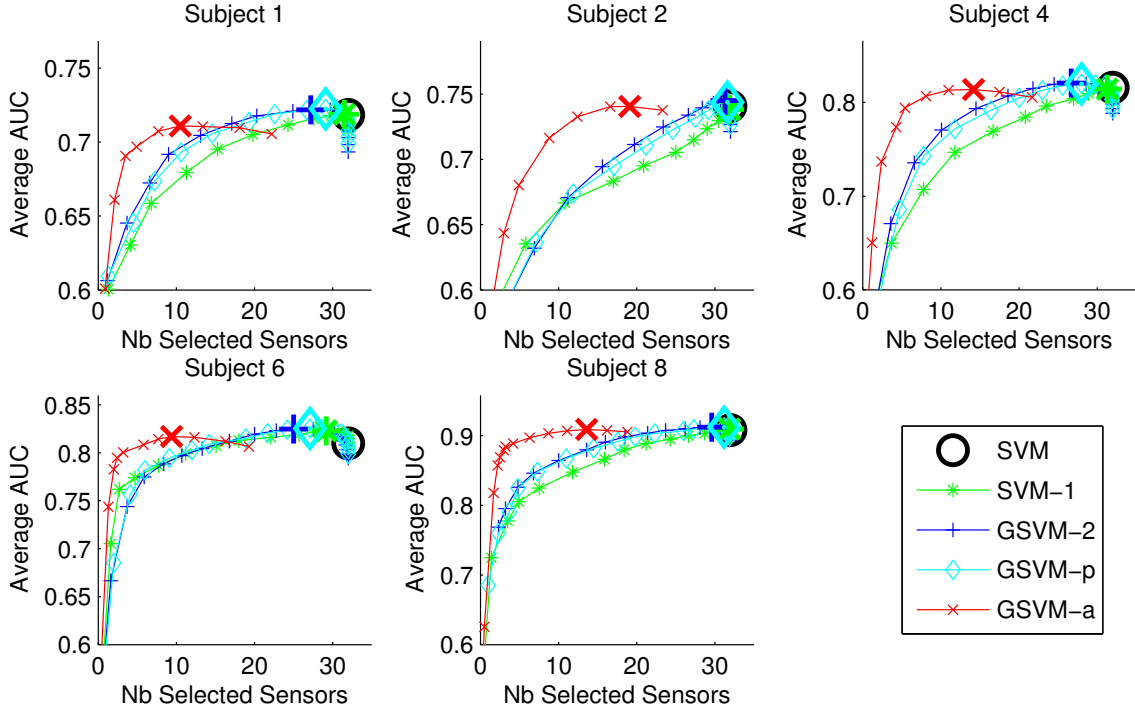 Subject 1
Average AUC
0.75
0.7
0.65
0.6
0 10 20 30
Nb Selected Sensors
Subject 2
Average AUC
0.75
0.7
0.65
0.6
0 10 20 30
Nb Selected Sensors
Subject 4
Average AUC
0.8
0.7
0.6
0 10 20 30
Nb Selected Sensors
Subject 6
Average AUC
0.85
0.8
0.75
0.7
0.65
0.6
0 10 20 30
Nb Selected Sensors
Subject 8
Average AUC
0.9
0.8
0.7
0.6
0 10 20 30
Nb Selected Sensors
SVM
SVM−1
GSVM−2
GSVM−p
GSVM−a